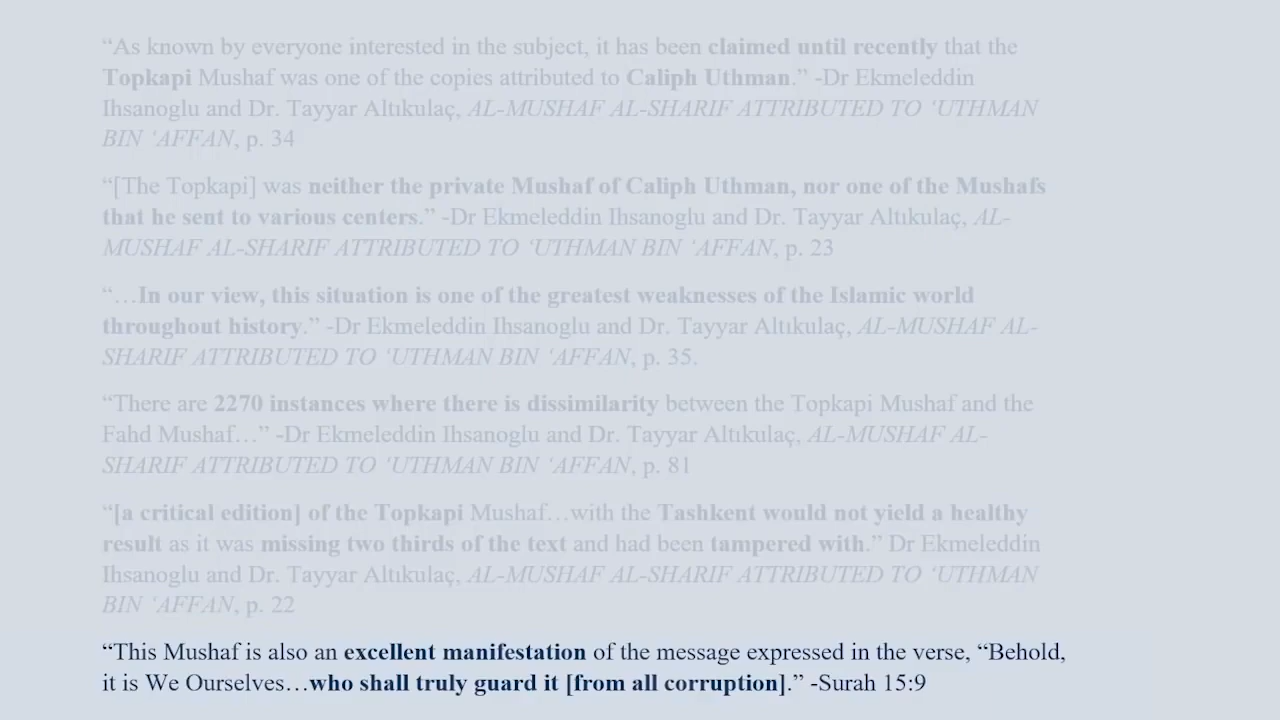 “As known by everyone interested in the subject, it has been claimed until recently that the
Topkapi Mushaf was one of the copies attributed to Caliph Uthman.” -Dr Ekmeleddin
Ihsanoglu and Dr. Tayyar Altıkulaç, AL-MUSHAF AL-SHARIF ATTRIBUTED TO ‘UTHMAN
BIN ‘AFFAN, p. 34
“[The Topkapi] was neither the private Mushaf of Caliph Uthman, nor one of the Mushafs
that he sent to various centers.” -Dr Ekmeleddin Ihsanoglu and Dr. Tayyar Altıkulaç, AL-
MUSHAF AL-SHARIF ATTRIBUTED TO ‘UTHMAN BIN ‘AFFAN, p. 23
“…In our view, this situation is one of the greatest weaknesses of the Islamic world
throughout history.” -Dr Ekmeleddin Ihsanoglu and Dr. Tayyar Altıkulaç, AL-MUSHAF AL-
SHARIF ATTRIBUTED TO ‘UTHMAN BIN ‘AFFAN, p. 35.
“There are 2270 instances where there is dissimilarity between the Topkapi Mushaf and the
Fahd Mushaf…” -Dr Ekmeleddin Ihsanoglu and Dr. Tayyar Altıkulaç, AL-MUSHAF AL-
SHARIF ATTRIBUTED TO ‘UTHMAN BIN ‘AFFAN, p. 81
“[a critical edition] of the Topkapi Mushaf…with the Tashkent would not yield a healthy
result as it was missing two thirds of the text and had been tampered with.” Dr Ekmeleddin
Ihsanoglu and Dr. Tayyar Altıkulaç, AL-MUSHAF AL-SHARIF ATTRIBUTED TO ‘UTHMAN
BIN ‘AFFAN, p. 22
“This Mushaf is also an excellent manifestation of the message expressed in the verse, “Behold,
it is We Ourselves…who shall truly guard it [from all corruption].” -Surah 15:9